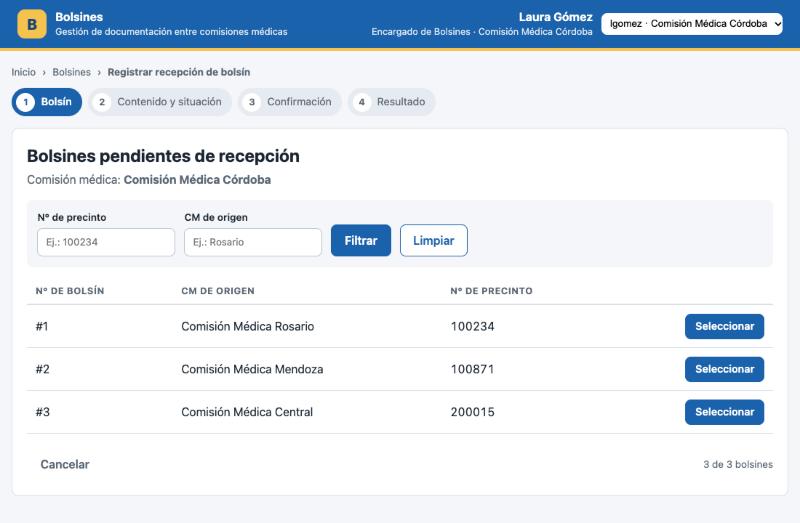 B
Bolsines
Gestión de documentación entre comisiones médicas
Laura Gómez
Encargado de Bolsines · Comisión Médica Córdoba
lgomez · Comisión Médica Córdoba
Inicio › Bolsines › Registrar recepción de bolsín
1 Bolsín 2 Contenido y situación 3 Confirmación 4 Resultado
Bolsines pendientes de recepción
Comisión médica: Comisión Médica Córdoba
Nº de precinto CM de origen
Ej.: 100234 Ej.: Rosario Filtrar Limpiar
Nº DE BOLSÍN CM DE ORIGEN Nº DE PRECINTO
#1 Comisión Médica Rosario 100234 Seleccionar
#2 Comisión Médica Mendoza 100871 Seleccionar
#3 Comisión Médica Central 200015 Seleccionar
Cancelar 3 de 3 bolsines